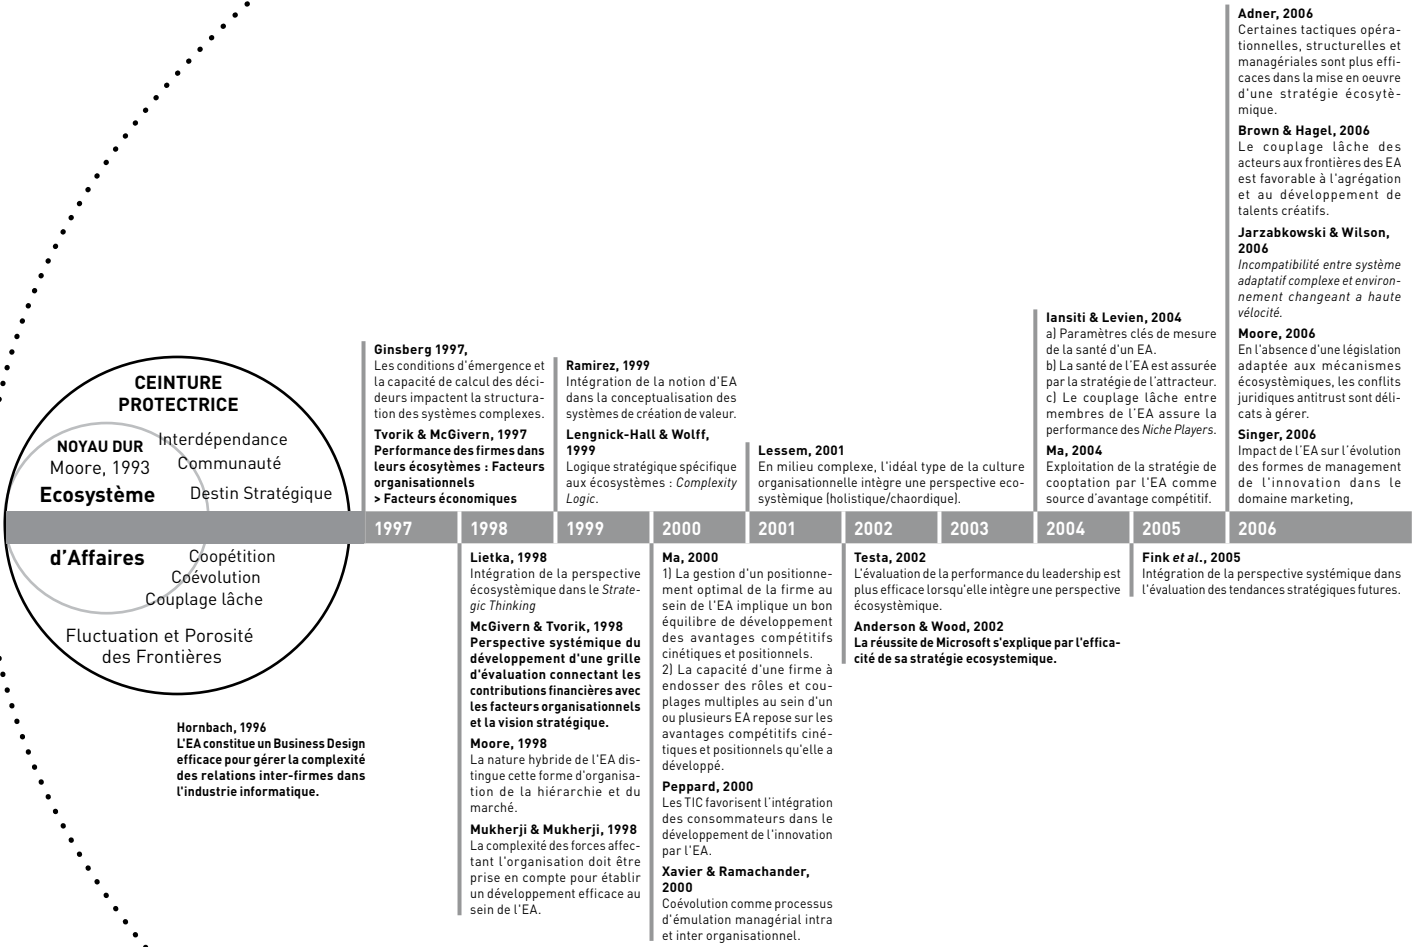 CEINTURE
PROTECTRICE
NOYAU DUR
Moore, 1993
Ecosystème
d'Affaires
Interdépendance
Communauté
Destin Stratégique
Coopétition
Coévolution
Couplage lâche
Fluctuation et Porosité
des Frontières
Hornbach, 1996
L'EA constitue un Business Design
efficace pour gérer la complexité
des relations inter-firmes dans
l'industrie informatique.
Ginsberg 1997,
Les conditions d'émergence et
la capacité de calcul des déci-
deurs impactent la structura-
tion des systèmes complexes.
Tvorik & McGivern, 1997
Performance des firmes dans
leurs écosytèmes : Facteurs
organisationnels
> Facteurs économiques
Ramirez, 1999
Intégration de la notion d'EA
dans la conceptualisation des
systèmes de création de valeur.
Lengnick-Hall & Wolff,
1999
Logique stratégique spécifique
aux écosystèmes : Complexity
Logic.
Lessem, 2001
En milieu complexe, l'idéal type de la culture
organisationnelle intègre une perspective eco-
systémique (holistique/chaordique).
Iansiti & Levien, 2004
a) Paramètres clés de mesure
de la santé d'un EA.
b) La santé de l'EA est assurée
par la stratégie de l'attracteur.
c) Le couplage lâche entre
membres de l'EA assure la
performance des Niche Players.
Ma, 2004
Exploitation de la stratégie de
cooptation par l'EA comme
source d'avantage compétitif.
Adner, 2006
Certaines tactiques opéra-
tionnelles, structurelles et
managériales sont plus effi-
caces dans la mise en oeuvre
d'une stratégie écosytè-
mique.
Brown & Hagel, 2006
Le couplage lâche des
acteurs aux frontières des EA
est favorable à l'agrégation
et au développement de
talents créatifs.
Jarzabkowski & Wilson,
2006
Incompatibilité entre système
adaptatif complexe et environ-
nement changeant a haute
vélocité.
Moore, 2006
En l'absence d'une législation
adaptée aux mécanismes
écosystémiques, les conflits
juridiques antitrust sont déli-
cats à gérer.
Singer, 2006
Impact de l'EA sur l'évolution
des formes de management
de l'innovation dans le
domaine marketing,
1997
1998
1999
2000
2001
2002
2003
2004
2005
2006
Lietka, 1998
Intégration de la perspective
écosystémique dans le Strate-
gic Thinking
McGivern & Tvorik, 1998
Perspective systémique du
développement d'une grille
d'évaluation connectant les
contributions financières avec
les facteurs organisationnels
et la vision stratégique.
Moore, 1998
La nature hybride de l'EA dis-
tingue cette forme d'organisa-
tion de la hiérarchie et du
marché.
Mukherji & Mukherji, 1998
La complexité des forces affec-
tant l'organisation doit être
prise en compte pour établir
un développement efficace au
sein de l'EA.
Ma, 2000
1) La gestion d'un positionne-
ment optimal de la firme au
sein de l'EA implique un bon
équilibre de développement
des avantages compétitifs
cinétiques et positionnels.
2) La capacité d'une firme à
endosser des rôles et cou-
plages multiples au sein d'un
ou plusieurs EA repose sur les
avantages compétitifs ciné-
tiques et positionnels qu'elle a
développé.
Peppard, 2000
Les TIC favorisent l'intégration
des consommateurs dans le
développement de l'innovation
par l'EA.
Xavier & Ramachander,
2000
Coévolution comme processus
d'émulation managérial intra
et inter organisationnel.
Testa, 2002
L'évaluation de la performance du leadership est
plus efficace lorsqu'elle intègre une perspective
écosystémique.
Anderson & Wood, 2002
La réussite de Microsoft s'explique par l'effica-
cité de sa stratégie ecosystemique.
Fink et al., 2005
Intégration de la perspective systémique dans
l'évaluation des tendances stratégiques futures.